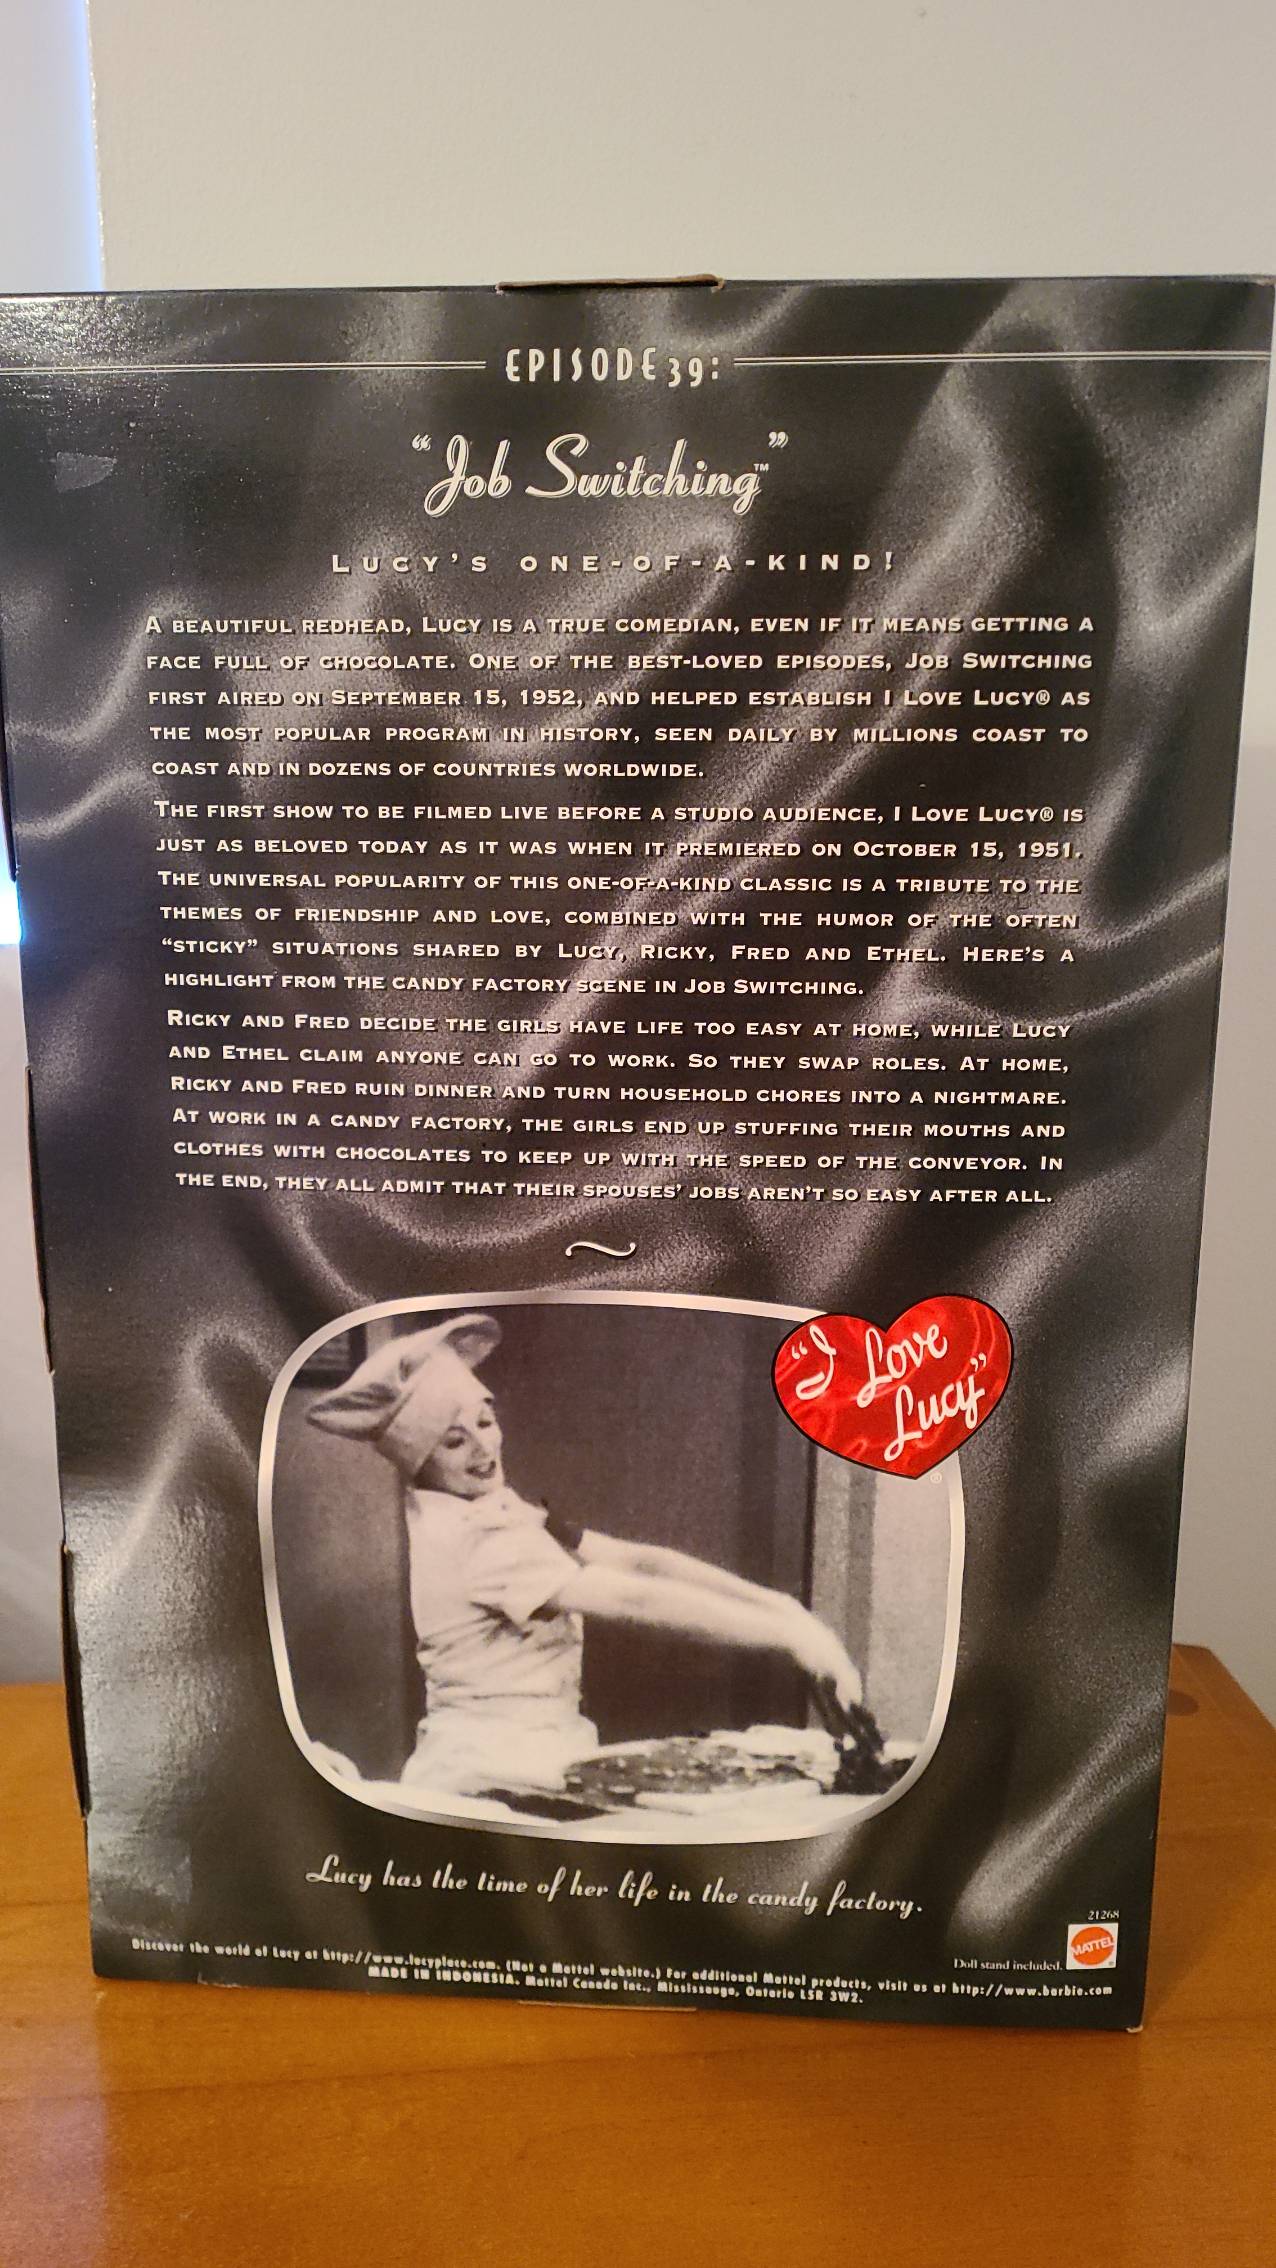 EPISODE 39:
"Job Switching™"
LUCY'S ONE-OF-A-KIND!
A BEAUTIFUL REDHEAD, LUCY IS A TRUE COMEDIAN, EVEN IF IT MEANS GETTING A
FACE FULL OF CHOCOLATE. ONE OF THE BEST-LOVED EPISODES, JOB SWITCHING
FIRST AIRED ON SEPTEMBER 15, 1952, AND HELPED ESTABLISH I LOVE LUCY® AS
THE MOST POPULAR PROGRAM IN HISTORY, SEEN DAILY BY MILLIONS COAST TO
COAST AND IN DOZENS OF COUNTRIES WORLDWIDE.
THE FIRST SHOW TO BE FILMED LIVE BEFORE A STUDIO AUDIENCE, I LOVE LUCY® IS
JUST AS BELOVED TODAY AS IT WAS WHEN IT PREMIERED ON OCTOBER 15, 1951.
THE UNIVERSAL POPULARITY OF THIS ONE-OF-A-KIND CLASSIC IS A TRIBUTE TO THE
THEMES OF FRIENDSHIP AND LOVE, COMBINED WITH THE HUMOR OF THE OFTEN
"STICKY" SITUATIONS SHARED BY LUCY, RICKY, FRED AND ETHEL. HERE'S A
HIGHLIGHT FROM THE CANDY FACTORY SCENE IN JOB SWITCHING.
RICKY AND FRED DECIDE THE GIRLS HAVE LIFE TOO EASY AT HOME, WHILE LUCY
AND ETHEL CLAIM ANYONE CAN GO TO WORK. SO THEY SWAP ROLES. AT HOME,
RICKY AND FRED RUIN DINNER AND TURN HOUSEHOLD CHORES INTO A NIGHTMARE.
AT WORK IN A CANDY FACTORY, THE GIRLS END UP STUFFING THEIR MOUTHS AND
CLOTHES WITH CHOCOLATES TO KEEP UP WITH THE SPEED OF THE CONVEYOR. IN
THE END, THEY ALL ADMIT THAT THEIR SPOUSES' JOBS AREN'T SO EASY AFTER ALL.
"I Love
Lucy"
®
Lucy has the time of her life in the candy factory.
21268
MATTEL
Doll stand included.
Discover the world of Lucy at http://www.lucyplace.com. (Not a Mattel website.) For additional Mattel products, visit us at http://www.barbie.com
MADE IN INDONESIA. Mattel Canada Inc., Mississauga, Ontario L5R 3W2.